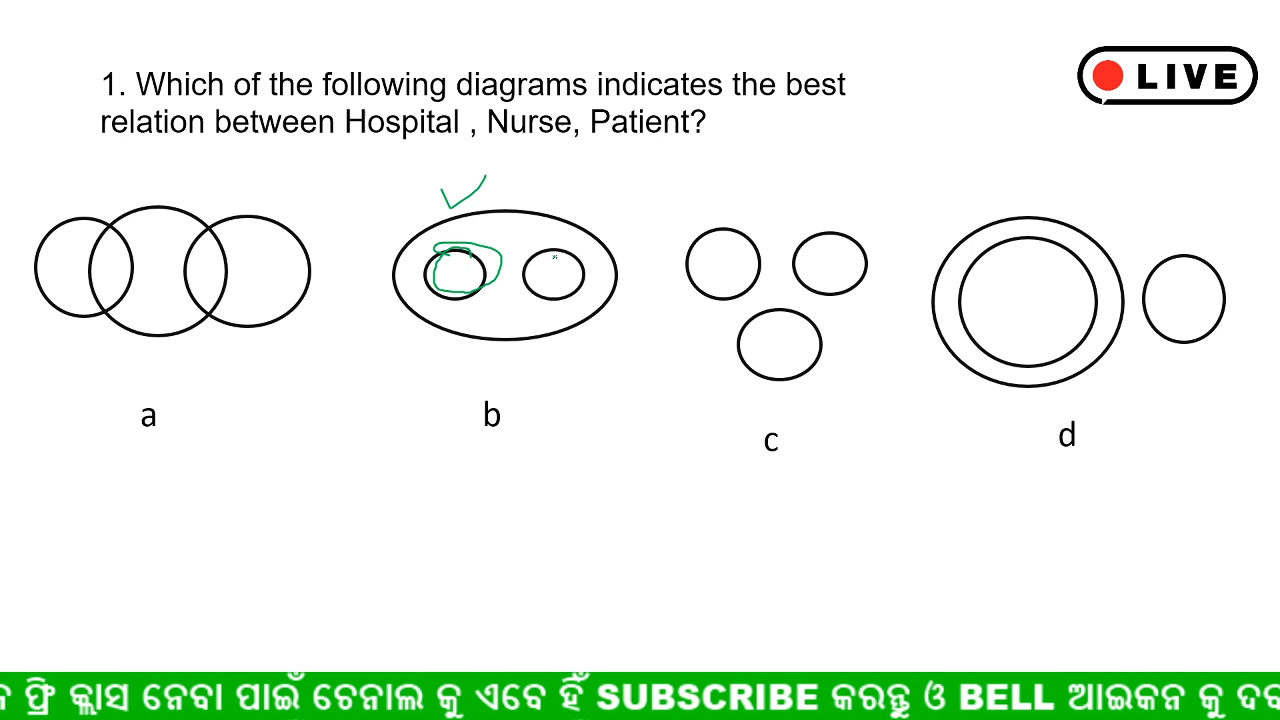 1. Which of the following diagrams indicates the best
relation between Hospital , Nurse, Patient?
LIVE
a
b
c
d
ଫ୍ରି କ୍ଲାସ ନେବା ପାଇଁ ଚେନାଲ କୁ ଏବେ ହିଁ SUBSCRIBE କରନ୍ତୁ ଓ BELL ଆଇକନ କୁ